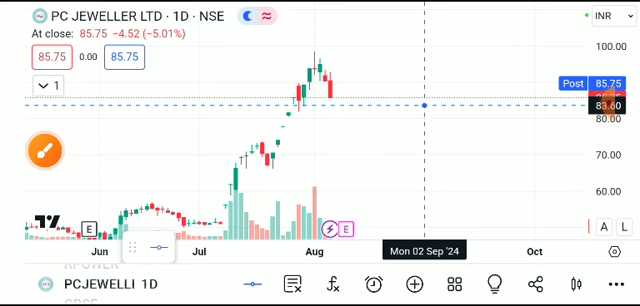 PC JEWELLER LTD · 1D · NSE
INR
At close: 85.75 −4.52 (−5.01%)
100.00
85.75 0.00 85.75
Post 85.75
1
83.60
80.00
70.00
60.00
E
E
A L
Jun Jul Aug Mon 02 Sep '24 Oct
PCJEWELLI 1D